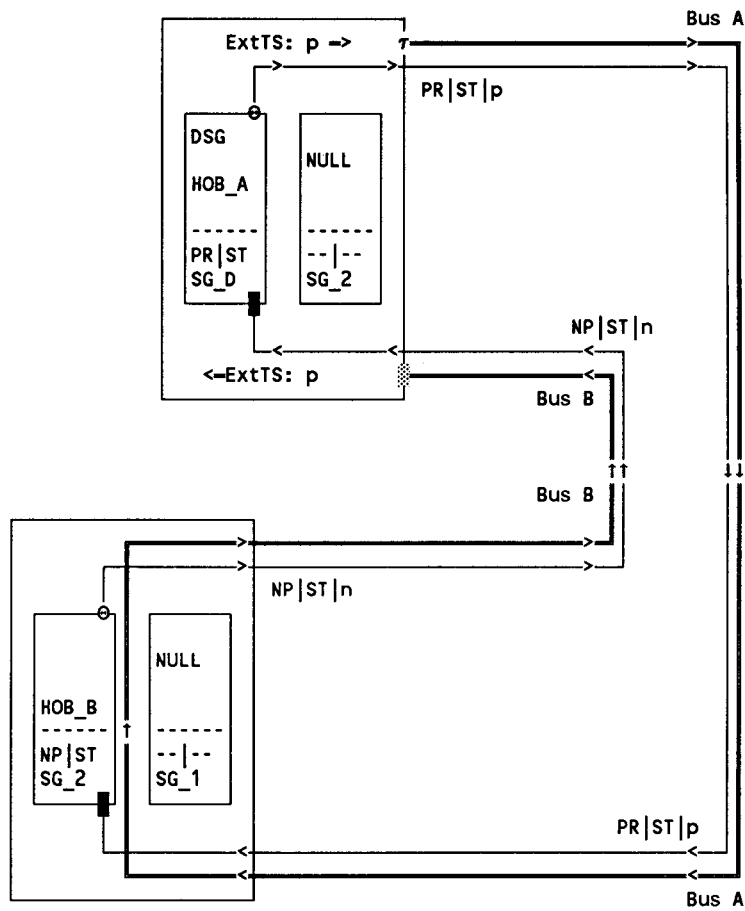 Bus A
ExtTS: p -> τ
PR|ST|p
DSG
HOB_A
------
PR|ST
SG_D
NULL
------
--|--
SG_2
NP|ST|n
<-ExtTS: p
Bus B
↑↑
↓↓
Bus B
NP|ST|n
HOB_B
------
NP|ST
SG_2
↑
NULL
------
--|--
SG_1
PR|ST|p
Bus A